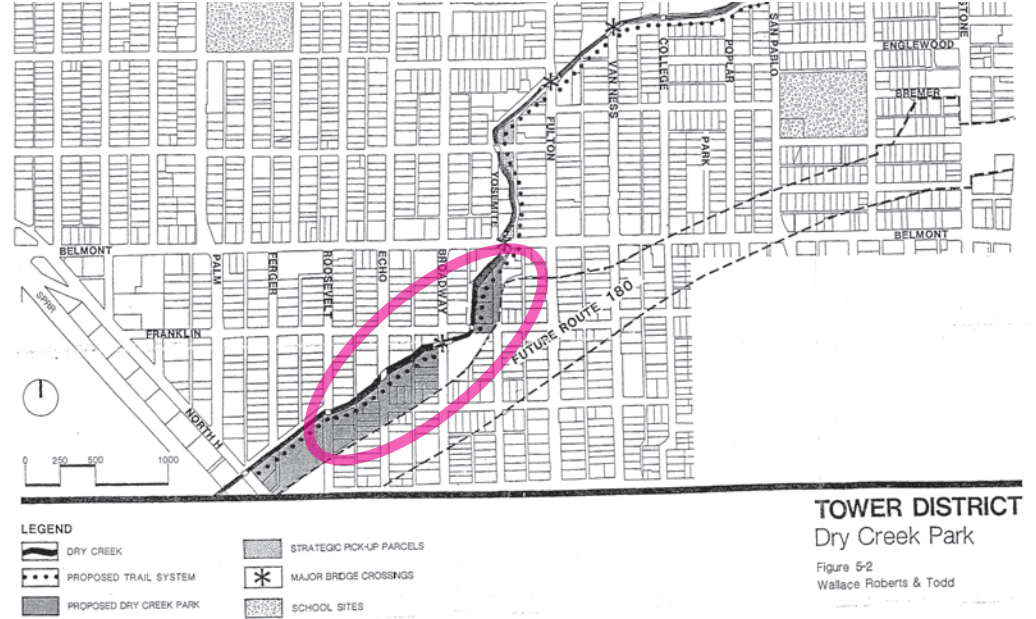 STONE
SAN PABLO
ENGLEWOOD
COLLEGE
POPLAR
VAN NESS
BREMER
FULTON
PARK
YOSEMITE
BELMONT
BELMONT
PALM
FERGER
ROOSEVELT
ECHO
BROADWAY
SPRR
FUTURE ROUTE 180
FRANKLIN
NORTH H
0 250 500 1000
TOWER DISTRICT
Dry Creek Park
Figure 5-2
Wallace Roberts & Todd
LEGEND
DRY CREEK
PROPOSED TRAIL SYSTEM
PROPOSED DRY CREEK PARK
STRATEGIC PICK-UP PARCELS
MAJOR BRIDGE CROSSINGS
SCHOOL SITES